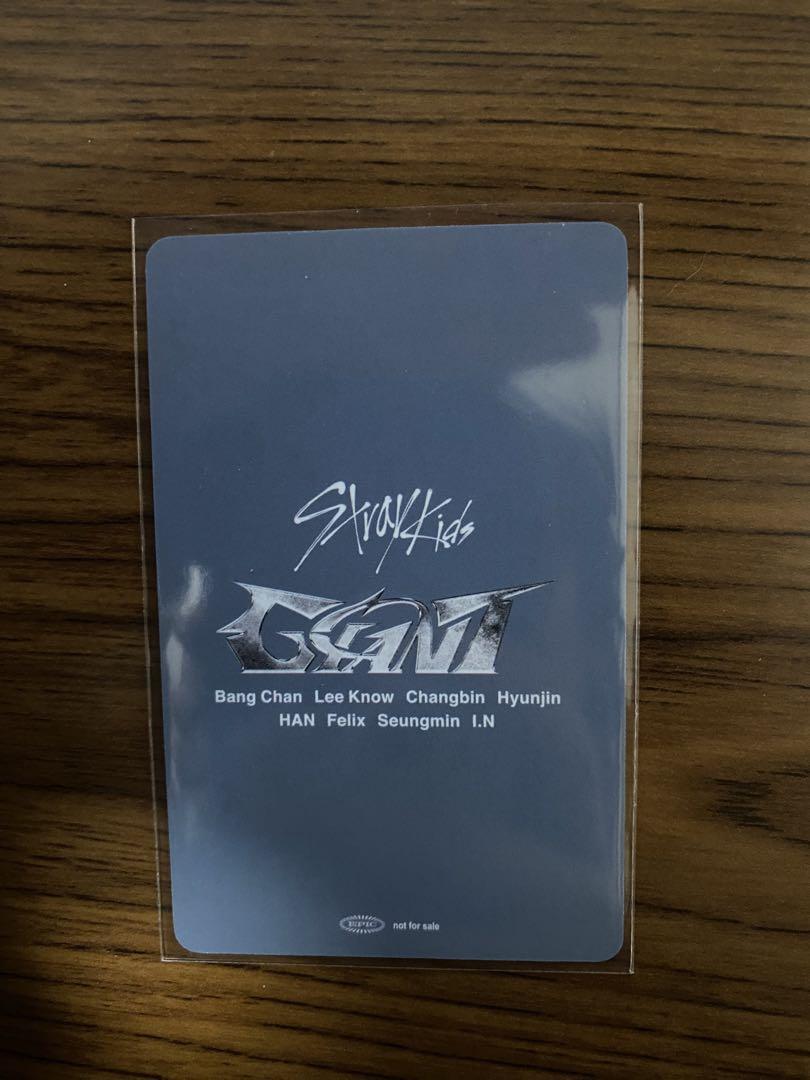 Stray Kids
GIANT
Bang Chan Lee Know Changbin Hyunjin
HAN Felix Seungmin I.N
EPIC not for sale